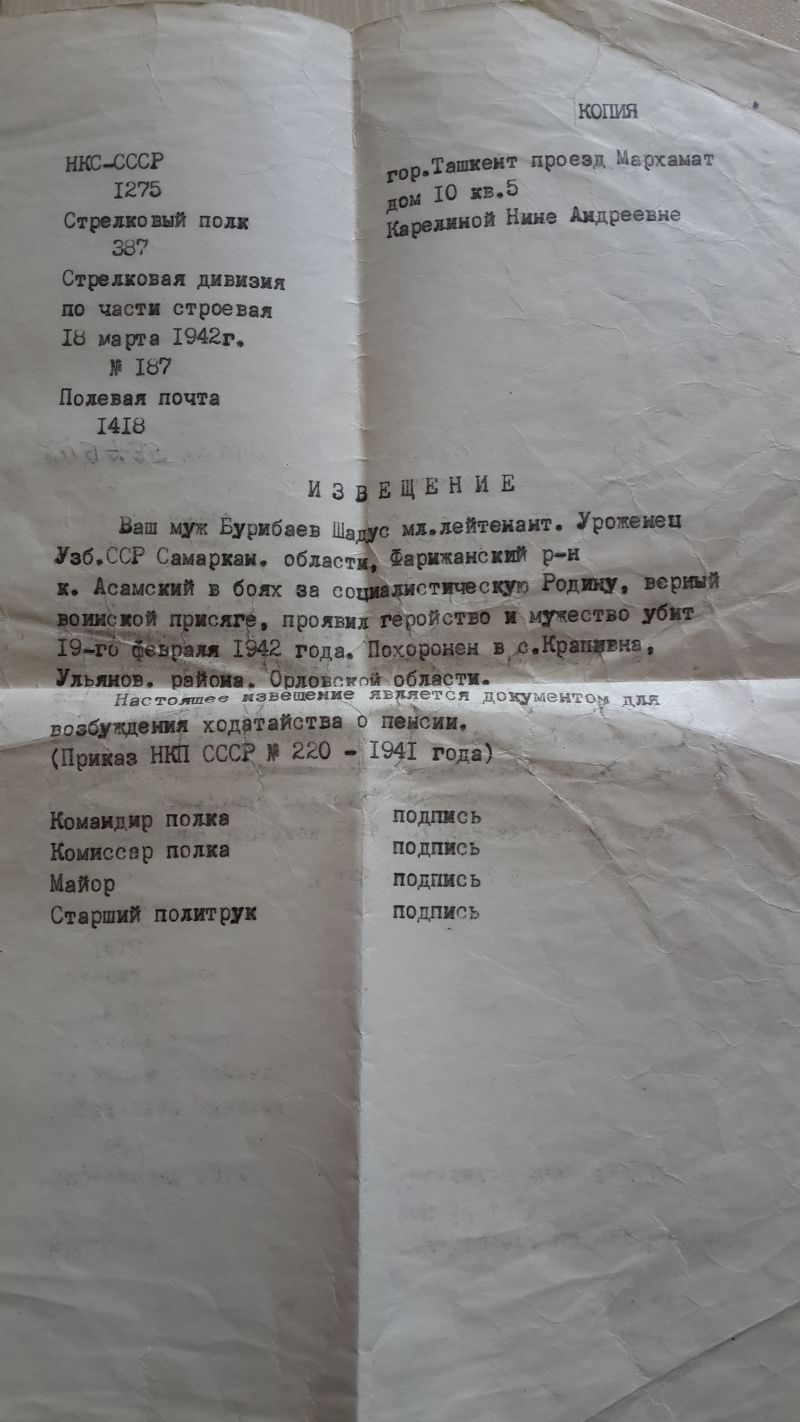 КОПИЯ
НКС-СССР
1275
Стрелковый полк
387
Стрелковая дивизия
по части строевая
18 марта 1942г.
№ 187
Полевая почта
1418
гор.Ташкент проезд Мархамат
дом 10 кв.5
Карелиной Нине Андреевне
ИЗВЕЩЕНИЕ
Ваш муж Бурибаев Шадус мл.лейтенант. Уроженец
Узб.ССР Самаркан. области, Фарижанский р-н
к. Асамский в боях за социалистическую Родину, верный
воинской присяге, проявил геройство и мужество убит
19-го февраля 1942 года. Похоронен в с.Крапивна,
Ульянов. района. Орловской области.
Настоящее извещение является документом для
возбуждения ходатайства о пенсии.
(Приказ НКП СССР № 220 - 1941 года)
Командир полка подпись
Комиссар полка подпись
Майор подпись
Старший политрук подпись